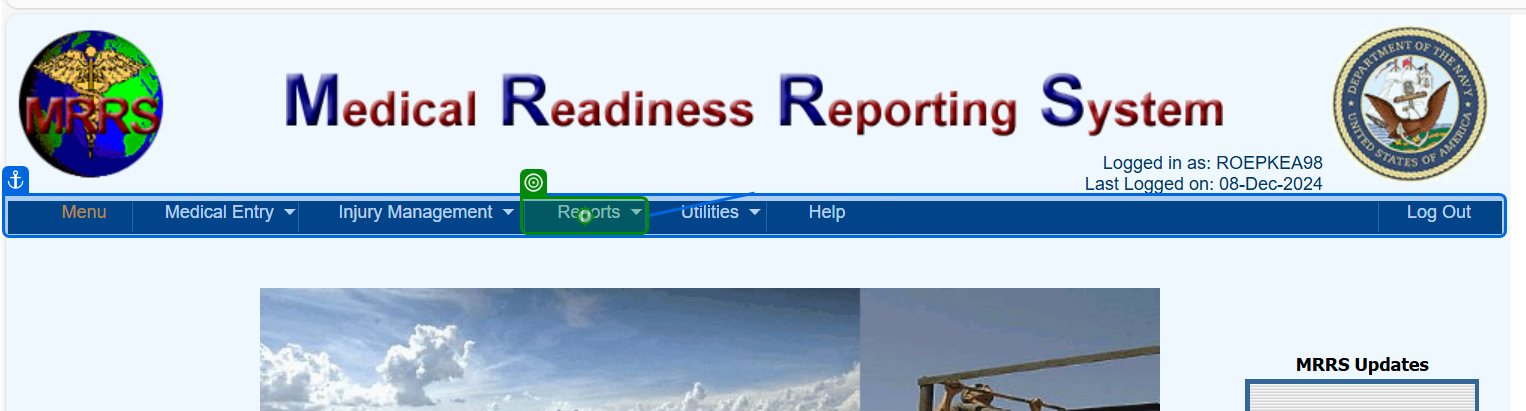 MRRS
Medical Readiness Reporting System
DEPARTMENT OF THE NAVY
UNITED STATES OF AMERICA
Logged in as: ROEPKEA98
Last Logged on: 08-Dec-2024
Menu Medical Entry Injury Management Reports Utilities Help Log Out
MRRS Updates